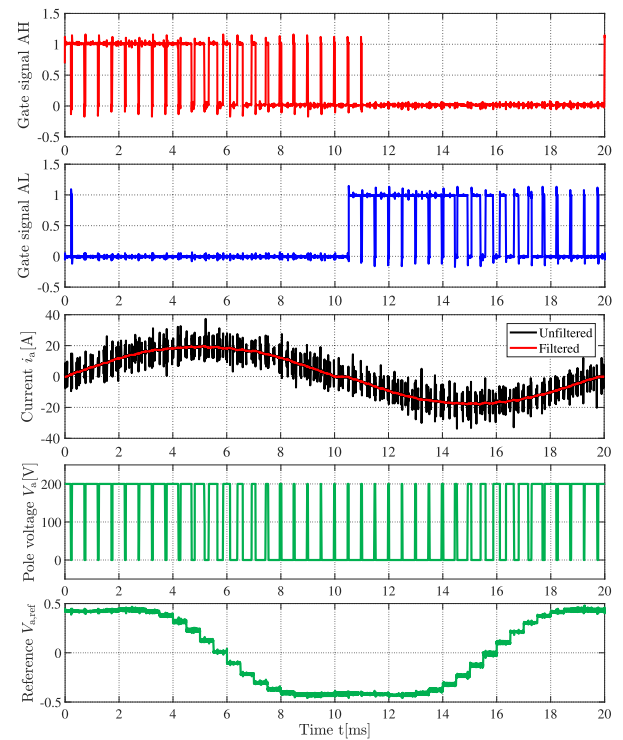 Gate signal AH
1.5
1
0.5
0
-0.5
0 2 4 6 8 10 12 14 16 18 20
Gate signal AL
1.5
1
0.5
0
-0.5
0 2 4 6 8 10 12 14 16 18 20
Current ia[A]
40
20
0
-20
-40
Unfiltered
Filtered
0 2 4 6 8 10 12 14 16 18 20
Pole voltage Va[V]
200
100
0
0 2 4 6 8 10 12 14 16 18 20
Reference Va,ref
0.5
0
-0.5
0 2 4 6 8 10 12 14 16 18 20
Time t[ms]